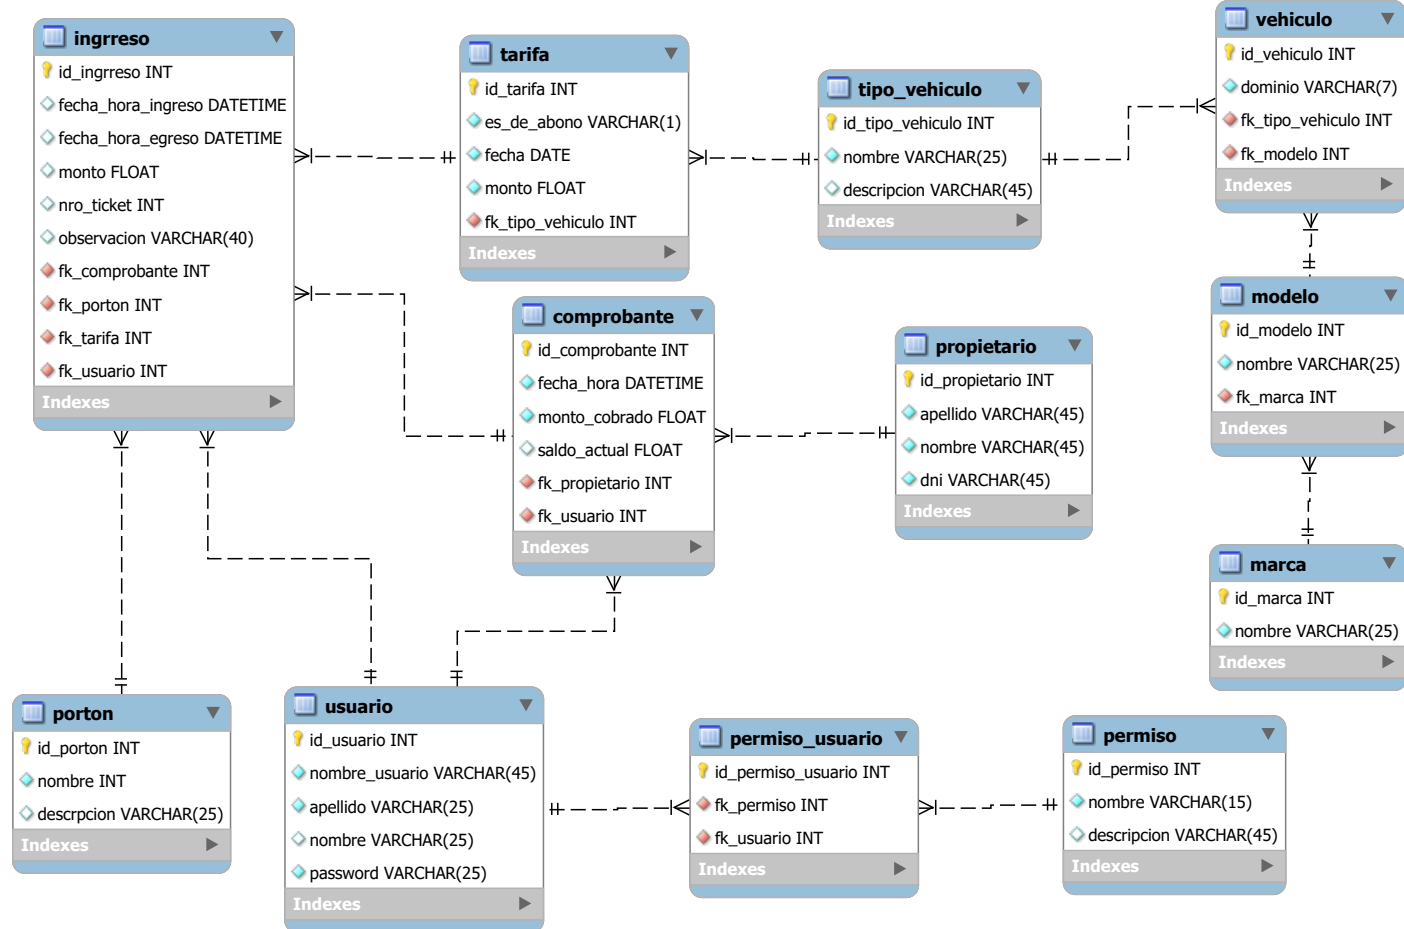 ingrreso
id_ingrreso INT
fecha_hora_ingreso DATETIME
fecha_hora_egreso DATETIME
monto FLOAT
nro_ticket INT
observacion VARCHAR(40)
fk_comprobante INT
fk_porton INT
fk_tarifa INT
fk_usuario INT
Indexes
tarifa
id_tarifa INT
es_de_abono VARCHAR(1)
fecha DATE
monto FLOAT
fk_tipo_vehiculo INT
Indexes
tipo_vehiculo
id_tipo_vehiculo INT
nombre VARCHAR(25)
descripcion VARCHAR(45)
Indexes
vehiculo
id_vehiculo INT
dominio VARCHAR(7)
fk_tipo_vehiculo INT
fk_modelo INT
Indexes
comprobante
id_comprobante INT
fecha_hora DATETIME
monto_cobrado FLOAT
saldo_actual FLOAT
fk_propietario INT
fk_usuario INT
Indexes
propietario
id_propietario INT
apellido VARCHAR(45)
nombre VARCHAR(45)
dni VARCHAR(45)
Indexes
modelo
id_modelo INT
nombre VARCHAR(25)
fk_marca INT
Indexes
marca
id_marca INT
nombre VARCHAR(25)
Indexes
porton
id_porton INT
nombre INT
descrpcion VARCHAR(25)
Indexes
usuario
id_usuario INT
nombre_usuario VARCHAR(45)
apellido VARCHAR(25)
nombre VARCHAR(25)
password VARCHAR(25)
Indexes
permiso_usuario
id_permiso_usuario INT
fk_permiso INT
fk_usuario INT
Indexes
permiso
id_permiso INT
nombre VARCHAR(15)
descripcion VARCHAR(45)
Indexes